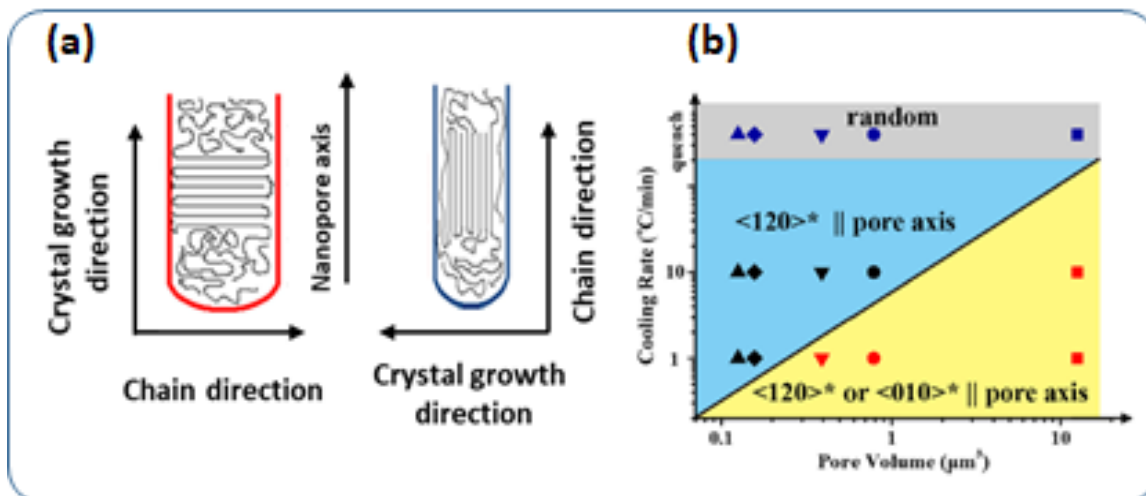 (a)
Crystal growth
direction
Chain direction
Nanopore axis
Chain direction
Crystal growth
direction
(b)
Cooling Rate (°C/min)
quench
10
1
random
<120>* || pore axis
<120>* or <010>* || pore axis
0.1
1
10
Pore Volume (μm³)